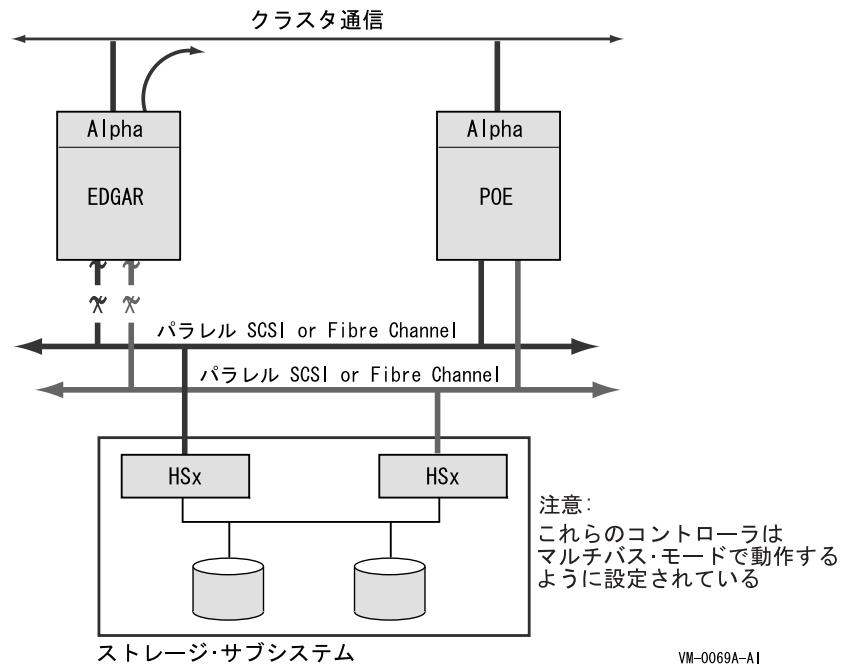 クラスタ通信
Alpha
Alpha
EDGAR
POE
パラレル SCSI or Fibre Channel
パラレル SCSI or Fibre Channel
HSx
HSx
注意:
これらのコントローラは
マルチバス・モードで動作する
ように設定されている
ストレージ・サブシステム
VM-0069A-AI